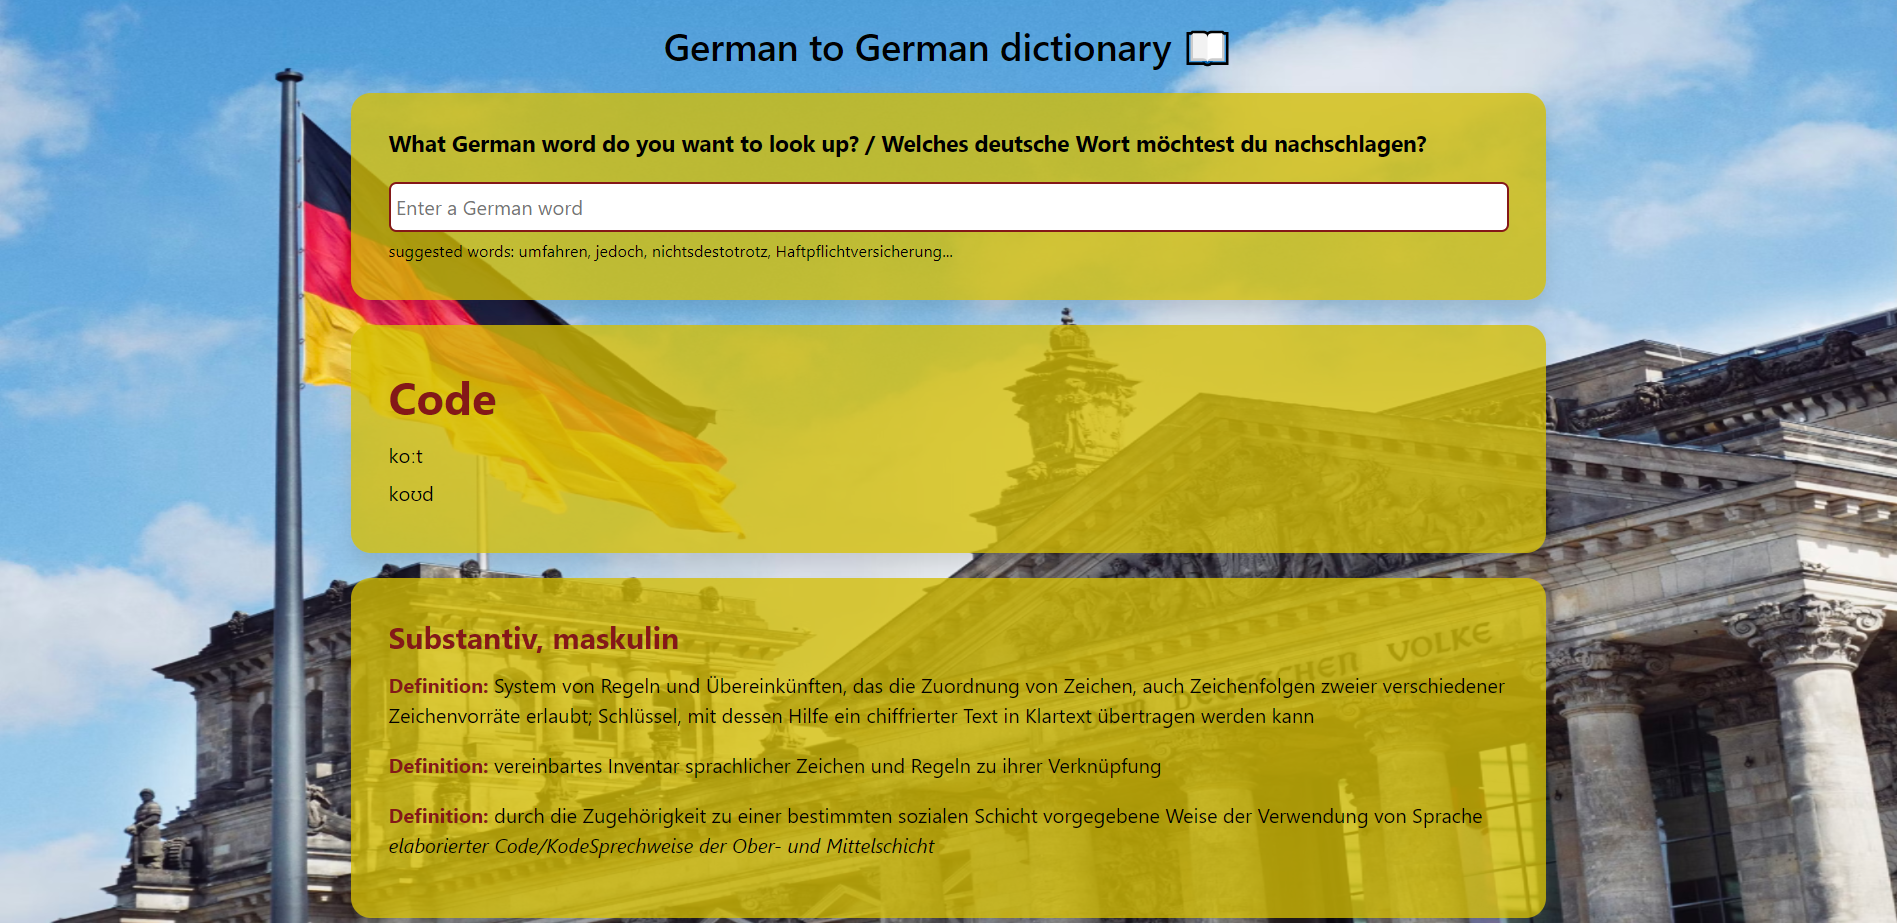 German to German dictionary 📖
What German word do you want to look up? / Welches deutsche Wort möchtest du nachschlagen?
Enter a German word
suggested words: umfahren, jedoch, nichtsdestotrotz, Haftpflichtversicherung...
Code
koːt
koʊd
Substantiv, maskulin
Definition: System von Regeln und Übereinkünften, das die Zuordnung von Zeichen, auch Zeichenfolgen zweier verschiedener
Zeichenvorräte erlaubt; Schlüssel, mit dessen Hilfe ein chiffrierter Text in Klartext übertragen werden kann
DEM DEUTSCHEN VOLKE
Definition: vereinbartes Inventar sprachlicher Zeichen und Regeln zu ihrer Verknüpfung
Definition: durch die Zugehörigkeit zu einer bestimmten sozialen Schicht vorgegebene Weise der Verwendung von Sprache
elaborierter Code/KodeSprechweise der Ober- und Mittelschicht